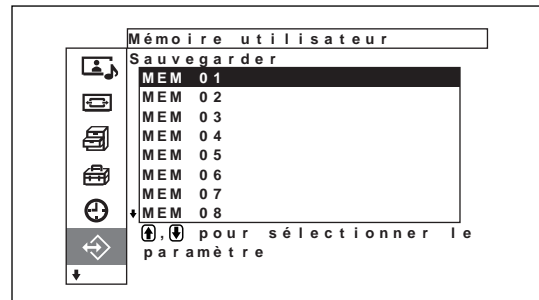 Mémoire utilisateur
Sauvegarder
MEM 01
MEM 02
MEM 03
MEM 04
MEM 05
MEM 06
MEM 07
MEM 08
, pour sélectionner le
paramètre